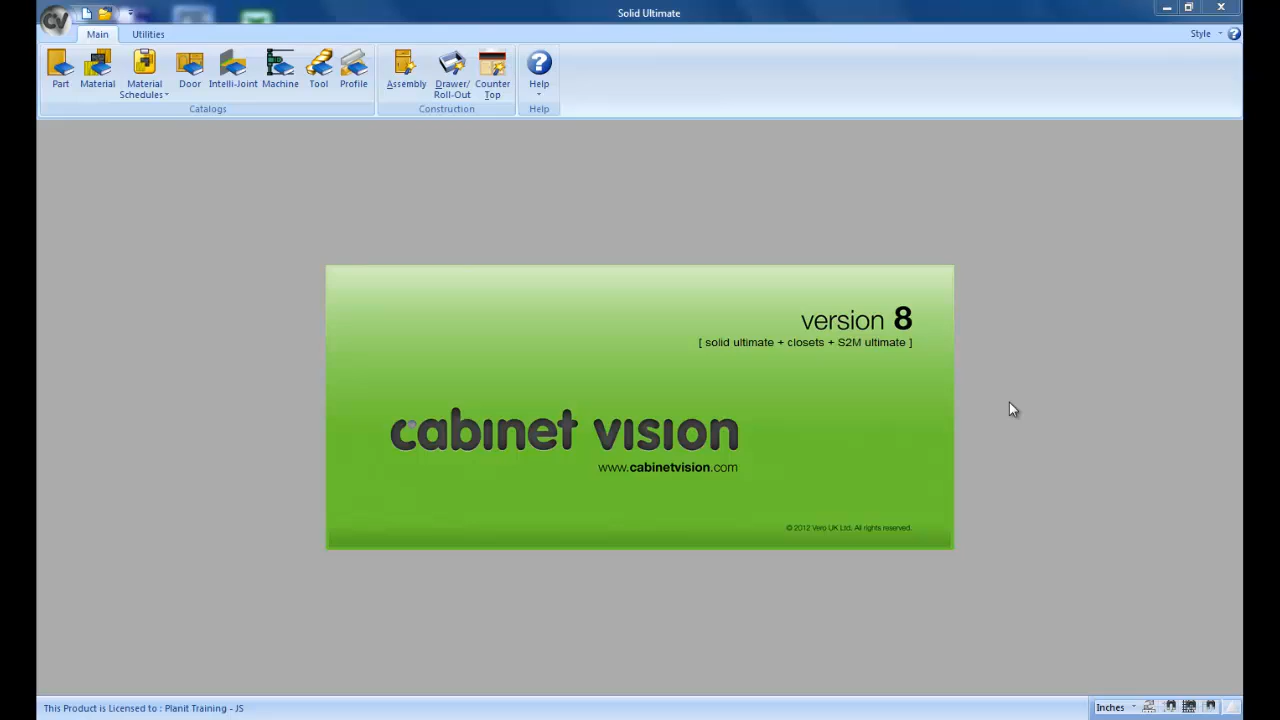 CV
Solid Ultimate
Main
Utilities
Style
Part
Material
Material
Schedules
Door
Intelli-Joint
Machine
Tool
Profile
Assembly
Drawer/
Roll-Out
Counter
Top
Help
Catalogs
Construction
Help
version 8
[ solid ultimate + closets + S2M ultimate ]
cabinet vision
www.cabinetvision.com
© 2012 Vero UK Ltd. All rights reserved.
This Product is Licensed to : Planit Training - JS
Inches